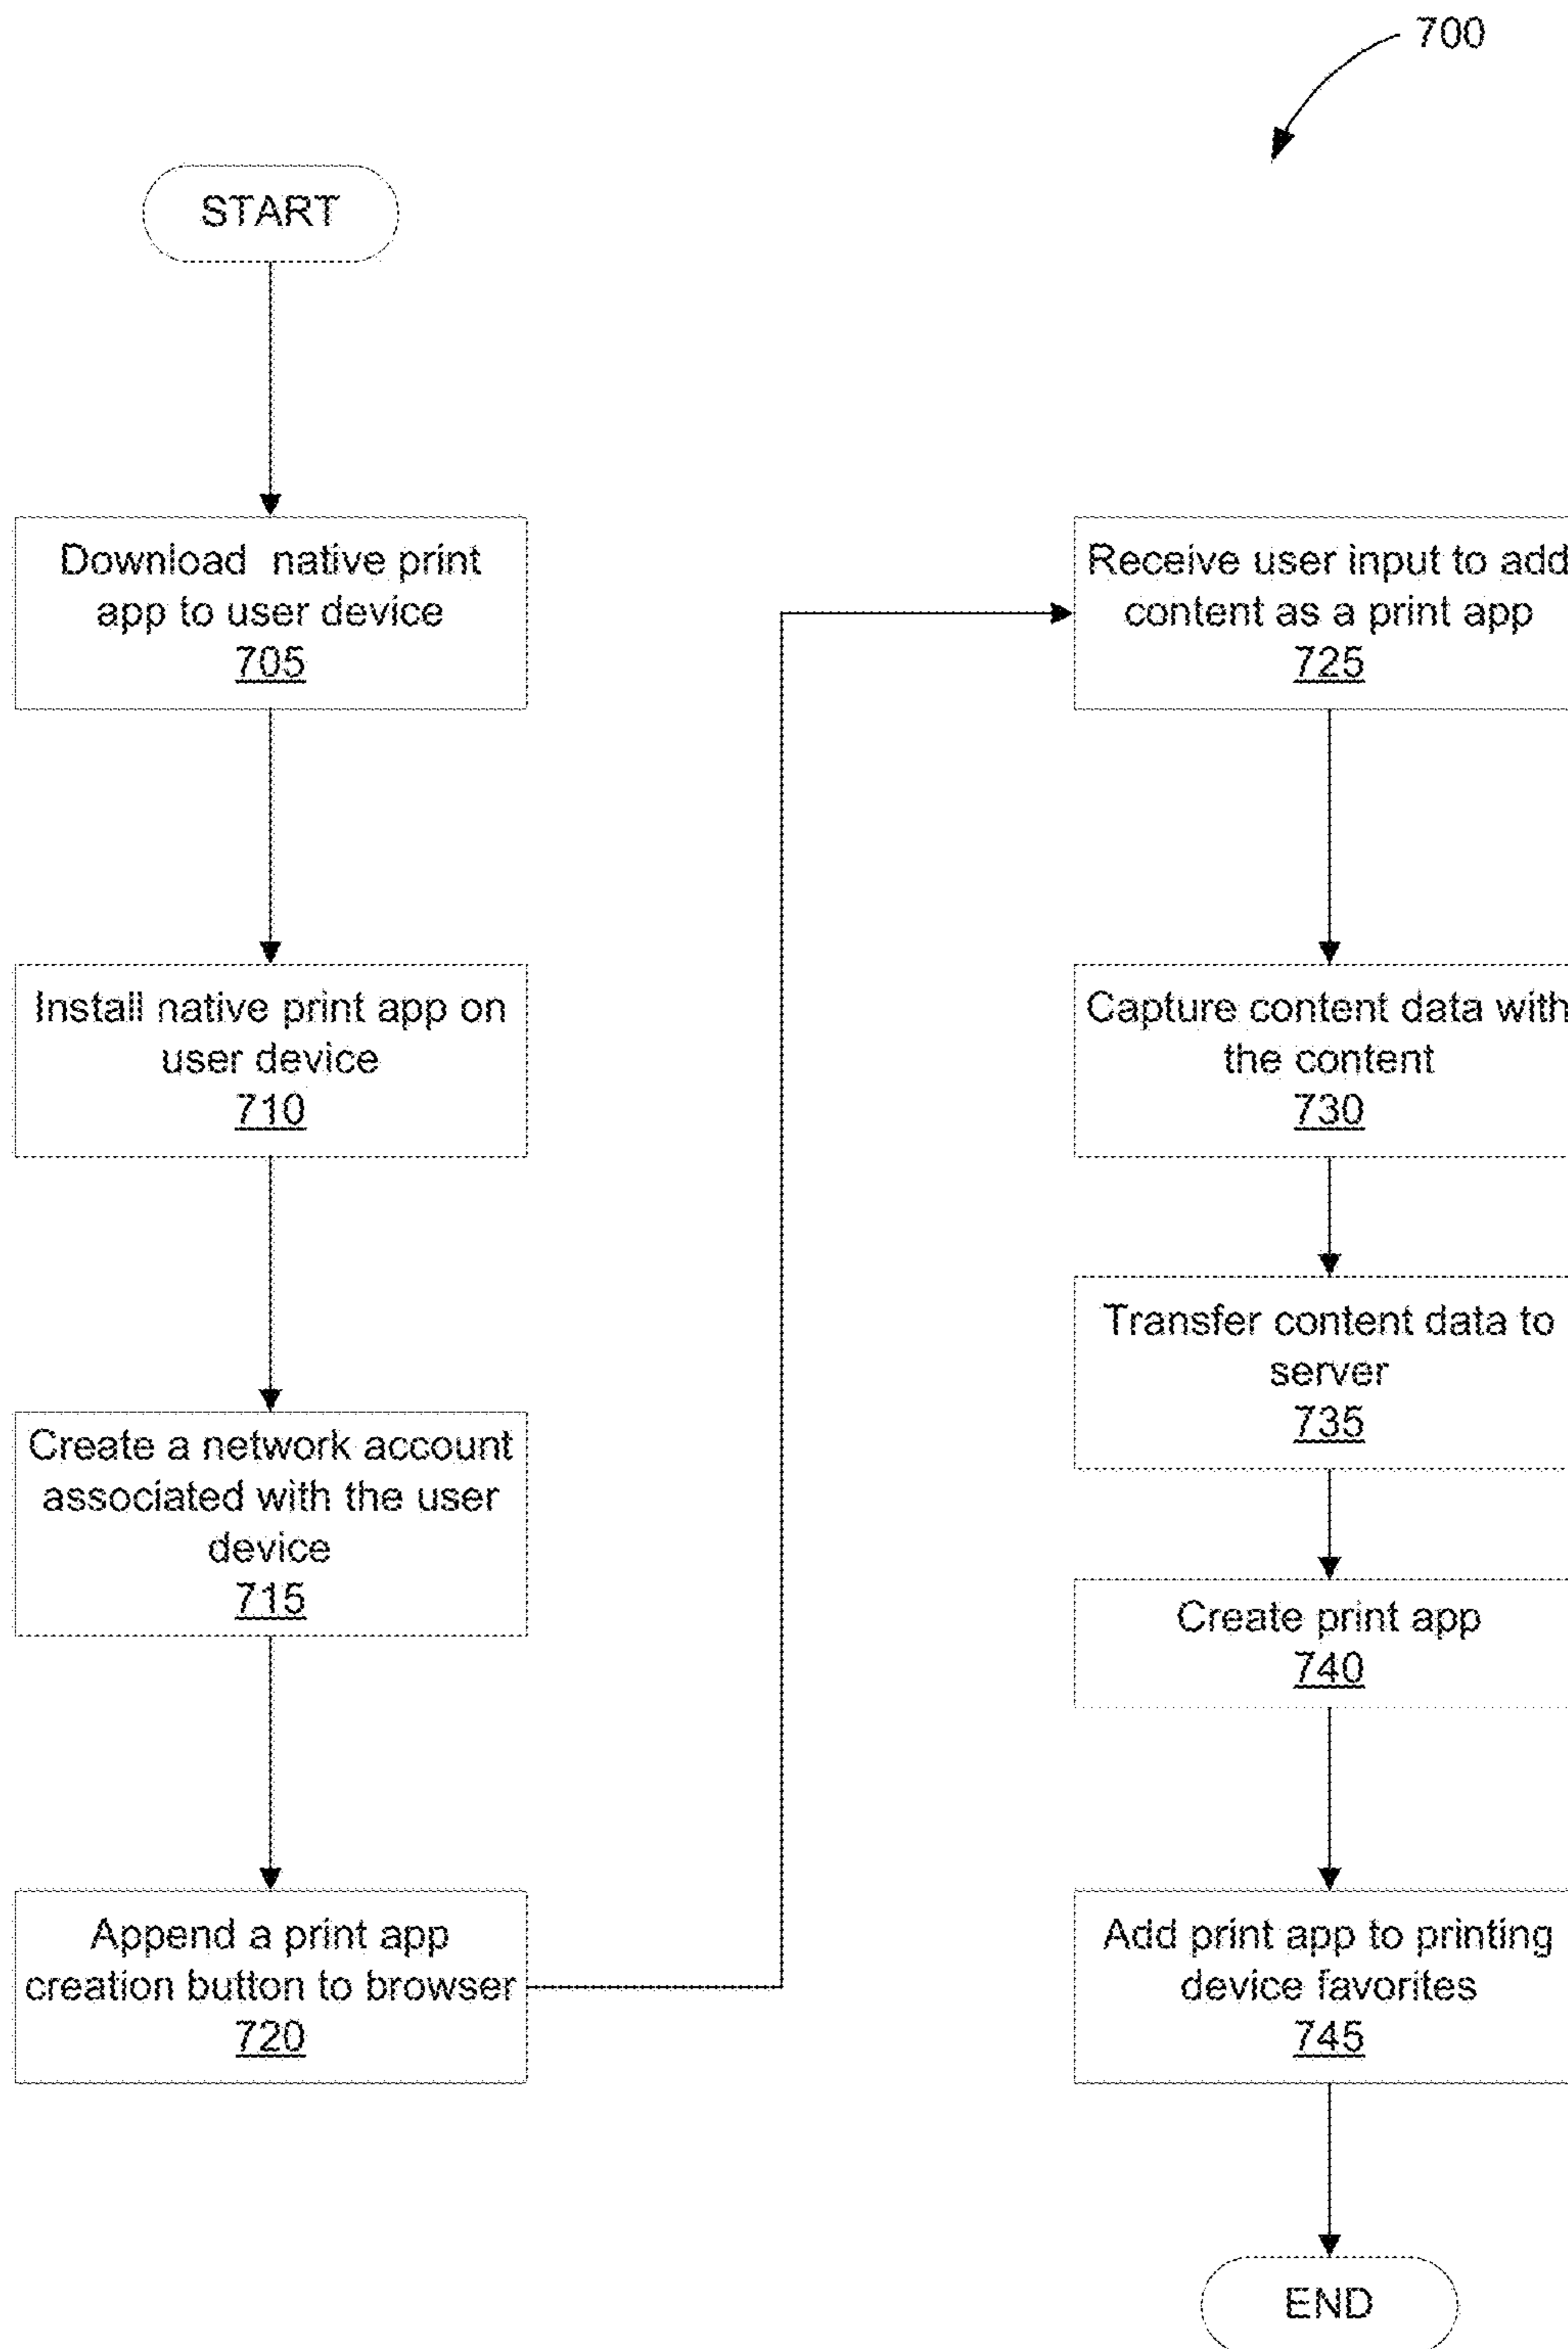 700
START
Download native print
app to user device
705
Install native print app on
user device
710
Create a network account
associated with the user
device
715
Append a print app
creation button to browser
720
Receive user input to add
content as a print app
725
Capture content data with
the content
730
Transfer content data to
server
735
Create print app
740
Add print app to printing
device favorites
745
END